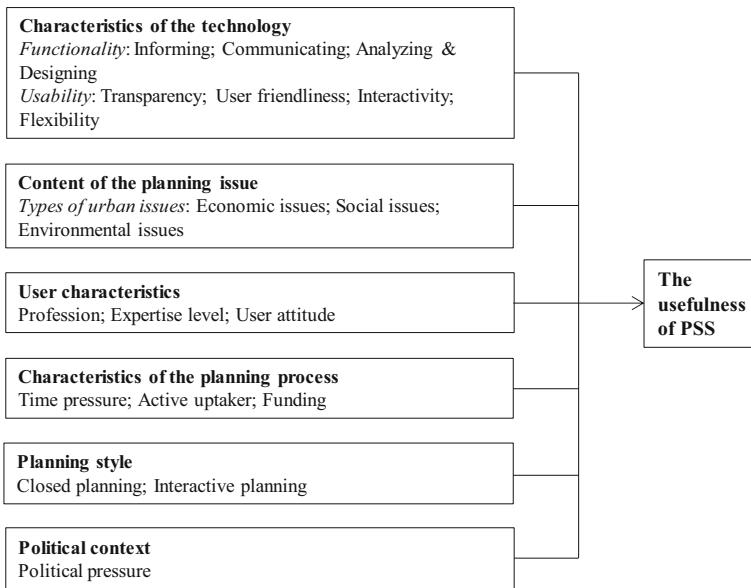 Characteristics of the technology
Functionality: Informing; Communicating; Analyzing &
Designing
Usability: Transparency; User friendliness; Interactivity;
Flexibility
Content of the planning issue
Types of urban issues: Economic issues; Social issues;
Environmental issues
User characteristics
Profession; Expertise level; User attitude
Characteristics of the planning process
Time pressure; Active uptaker; Funding
Planning style
Closed planning; Interactive planning
Political context
Political pressure
The
usefulness
of PSS